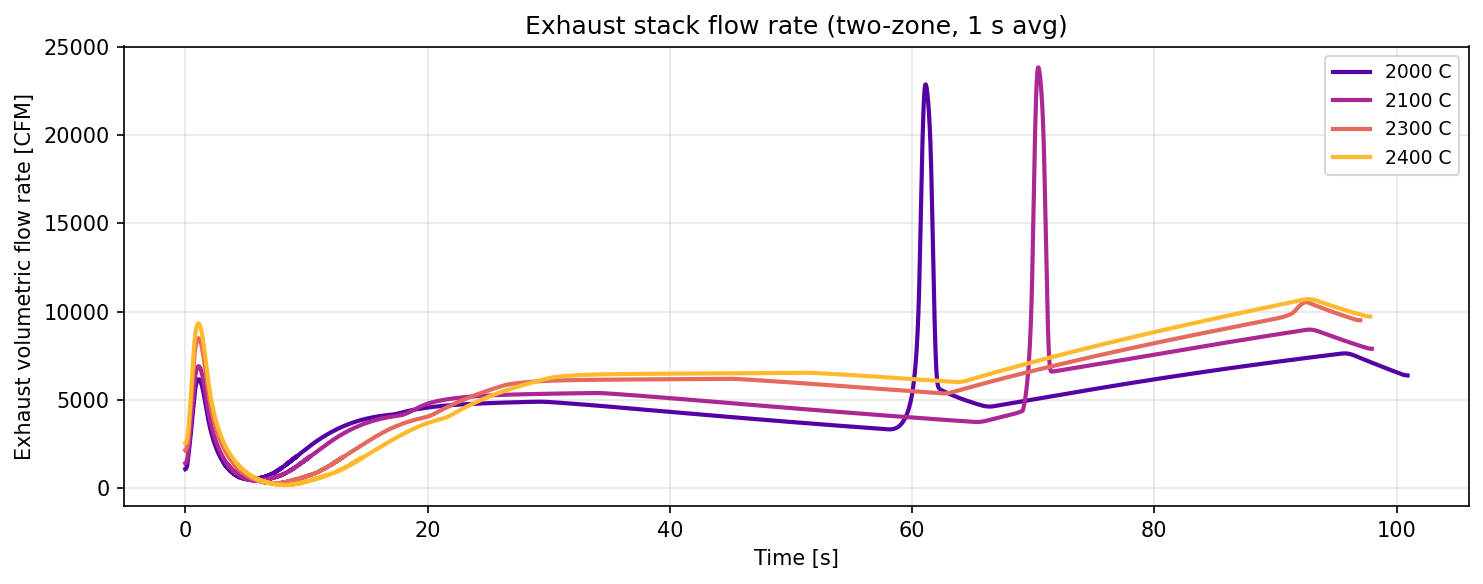 Exhaust stack flow rate (two-zone, 1 s avg)
Exhaust volumetric flow rate [CFM]
25000
20000
15000
10000
5000
0
2000 C
2100 C
2300 C
2400 C
0 20 40 60 80 100
Time [s]